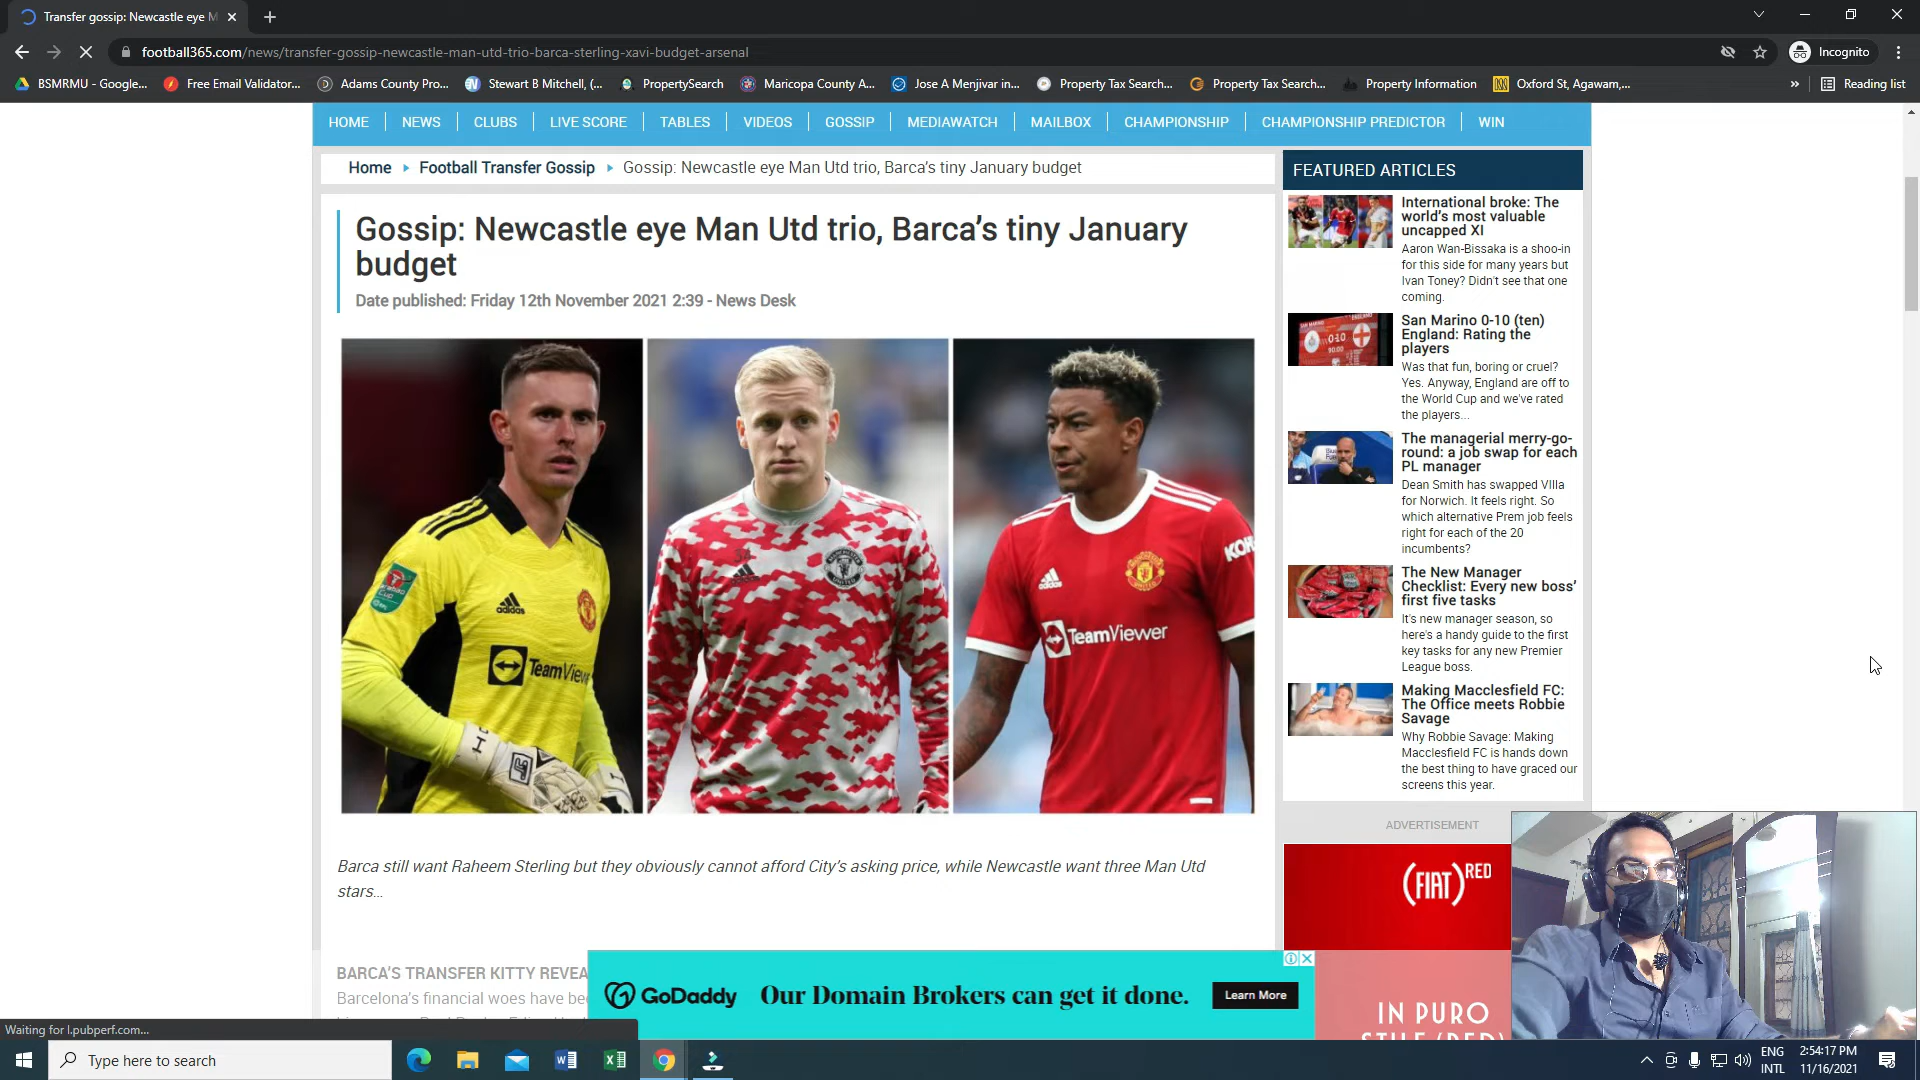 Transfer gossip: Newcastle eye M
football365.com/news/transfer-gossip-newcastle-man-utd-trio-barca-sterling-xavi-budget-arsenal
Incognito
BSMRMU - Google...
Free Email Validator...
Adams County Pro...
Stewart B Mitchell, (...
PropertySearch
Maricopa County A...
Jose A Menjivar in...
Property Tax Search...
Property Tax Search...
Property Information
Oxford St, Agawam,...
»
Reading list
HOME
NEWS
CLUBS
LIVE SCORE
TABLES
VIDEOS
GOSSIP
MEDIAWATCH
MAILBOX
CHAMPIONSHIP
CHAMPIONSHIP PREDICTOR
WIN
Home
Football Transfer Gossip
Gossip: Newcastle eye Man Utd trio, Barca’s tiny January budget
Gossip: Newcastle eye Man Utd trio, Barca’s tiny January
budget
Date published: Friday 12th November 2021 2:39 - News Desk
adidas
TeamView
TeamViewer
KOH
Barca still want Raheem Sterling but they obviously cannot afford City’s asking price, while Newcastle want three Man Utd
stars…
BARCA’S TRANSFER KITTY REVEA
Barcelona’s financial woes have be
FEATURED ARTICLES
International broke: The
world’s most valuable
uncapped XI
Aaron Wan-Bissaka is a shoo-in
for this side for many years but
Ivan Toney? Didn’t see that one
coming.
San Marino 0-10 (ten)
England: Rating the
players
Was that fun, boring or cruel?
Yes. Anyway, England are off to
the World Cup and we’ve rated
the players...
The managerial merry-go-
round: a job swap for each
PL manager
Dean Smith has swapped VIlla
for Norwich. It feels right. So
which alternative Prem job feels
right for each of the 20
incumbents?
The New Manager
Checklist: Every new boss’
first five tasks
It’s new manager season, so
here’s a handy guide to the first
key tasks for any new Premier
League boss.
Making Macclesfield FC:
The Office meets Robbie
Savage
Why Robbie Savage: Making
Macclesfield FC is hands down
the best thing to have graced our
screens this year.
ADVERTISEMENT
(FIAT)RED
IN PURO
STILE (RED)
GoDaddy
Our Domain Brokers can get it done.
Learn More
Waiting for l.pubperf.com...
Type here to search
ENG
INTL
2:54:17 PM
11/16/2021